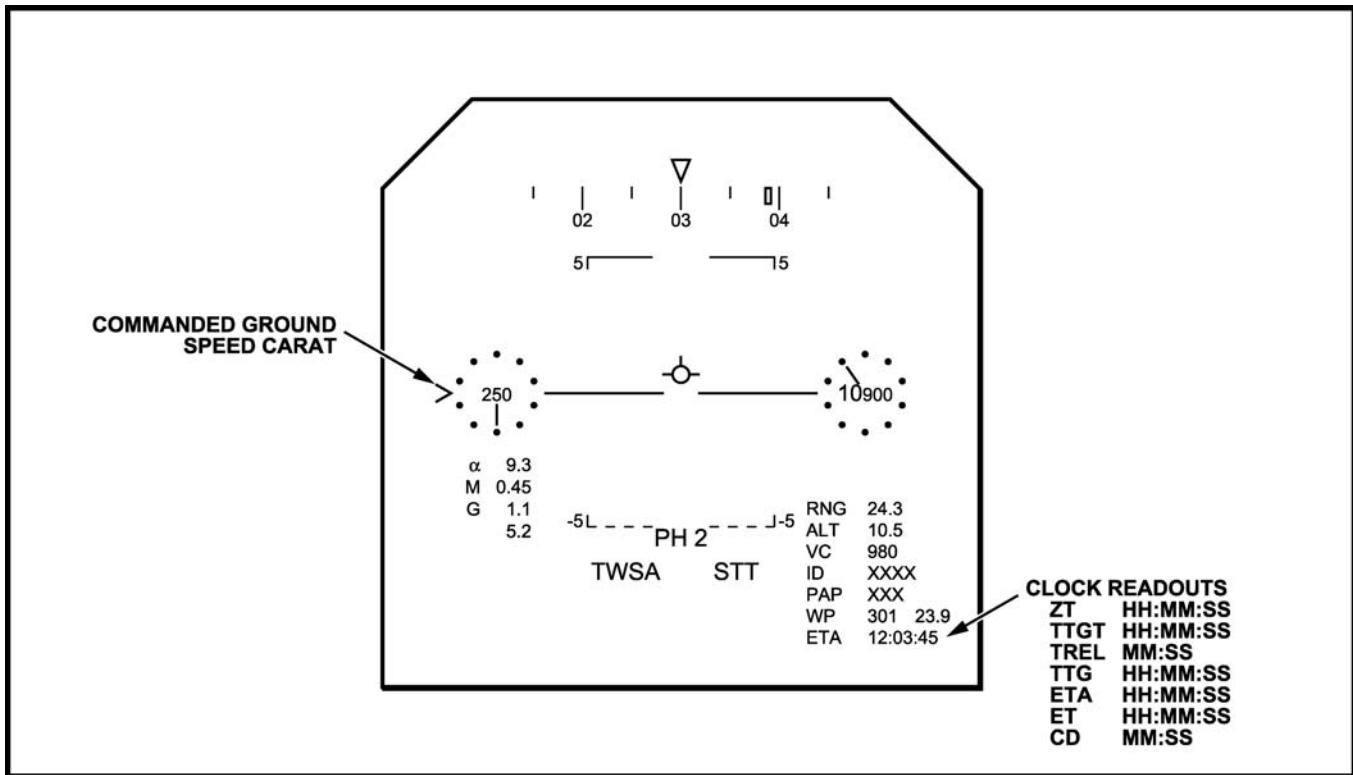 02 03 04
5 5
COMMANDED GROUND
SPEED CARAT
250
10900
α 9.3
M 0.45
G 1.1
5.2
-5 -5
PH 2
TWSA STT
RNG 24.3
ALT 10.5
VC 980
ID XXXX
PAP XXX
WP 301 23.9
ETA 12:03:45
CLOCK READOUTS
ZT HH:MM:SS
TTGT HH:MM:SS
TREL MM:SS
TTG HH:MM:SS
ETA HH:MM:SS
ET HH:MM:SS
CD MM:SS